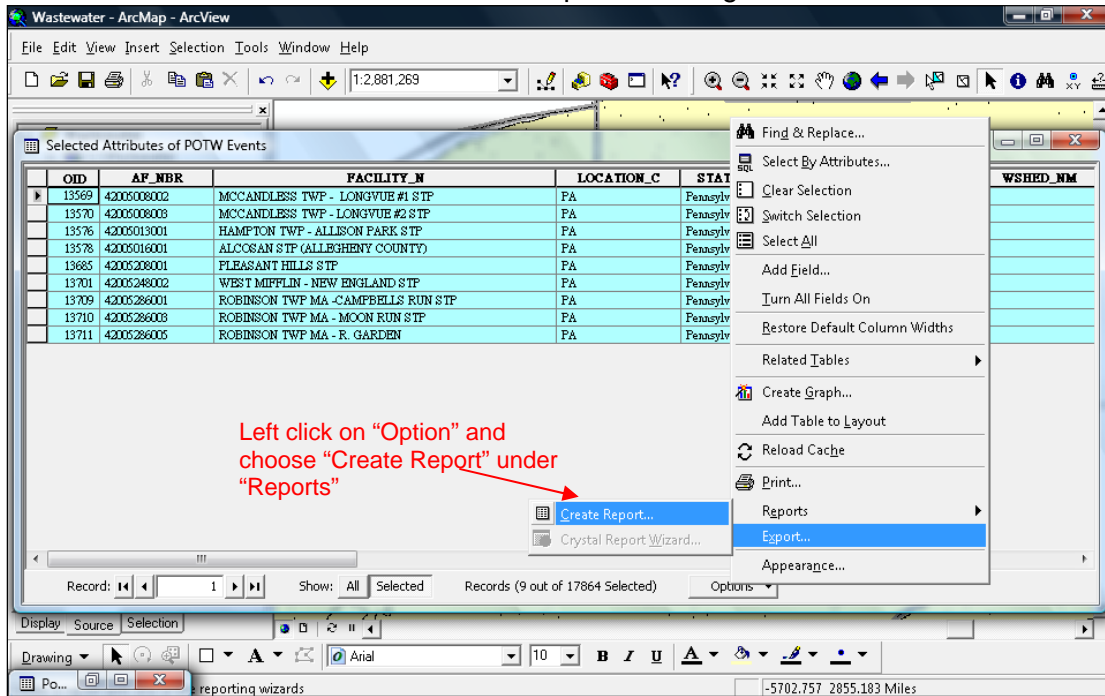 Wastewater - ArcMap - ArcView
File Edit View Insert Selection Tools Window Help
1:2,881,269
Selected Attributes of POTW Events
OID AF_NBR FACILITY_N LOCATION_C STAT WSHED_NM
13569 42005008002 MCCANDLESS TWP - LONGVUE #1 STP PA Pennsylv
13570 42005008003 MCCANDLESS TWP - LONGVUE #2 STP PA Pennsylv
13576 42005013001 HAMPTON TWP - ALLISON PARK STP PA Pennsylv
13578 42005016001 ALCOSAN STP (ALLEGHENY COUNTY) PA Pennsylv
13685 42005208001 PLEASANT HILLS STP PA Pennsylv
13701 42005248002 WEST MIFFLIN - NEW ENGLAND STP PA Pennsylv
13709 42005286001 ROBINSON TWP MA -CAMPBELLS RUN STP PA Pennsylv
13710 42005286003 ROBINSON TWP MA - MOON RUN STP PA Pennsylv
13711 42005286005 ROBINSON TWP MA - R. GARDEN PA Pennsylv
Find & Replace...
Select By Attributes...
Clear Selection
Switch Selection
Select All
Add Field...
Turn All Fields On
Restore Default Column Widths
Related Tables
Create Graph...
Add Table to Layout
Reload Cache
Print...
Reports
Export...
Appearance...
Left click on “Option” and
choose “Create Report” under
“Reports”
Create Report...
Crystal Report Wizard...
Record: 1 Show: All Selected Records (9 out of 17864 Selected) Options
Display Source Selection
Drawing A Arial 10 B I U A
Po... reporting wizards -5702.757 2855.183 Miles